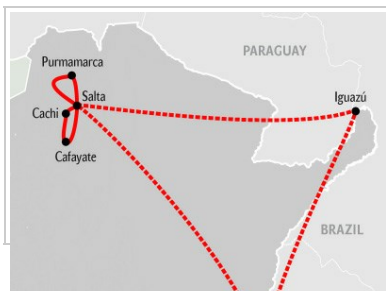 PARAGUAY
Purmamarca
Salta
Iguazú
Cachi
Cafayate
BRAZIL